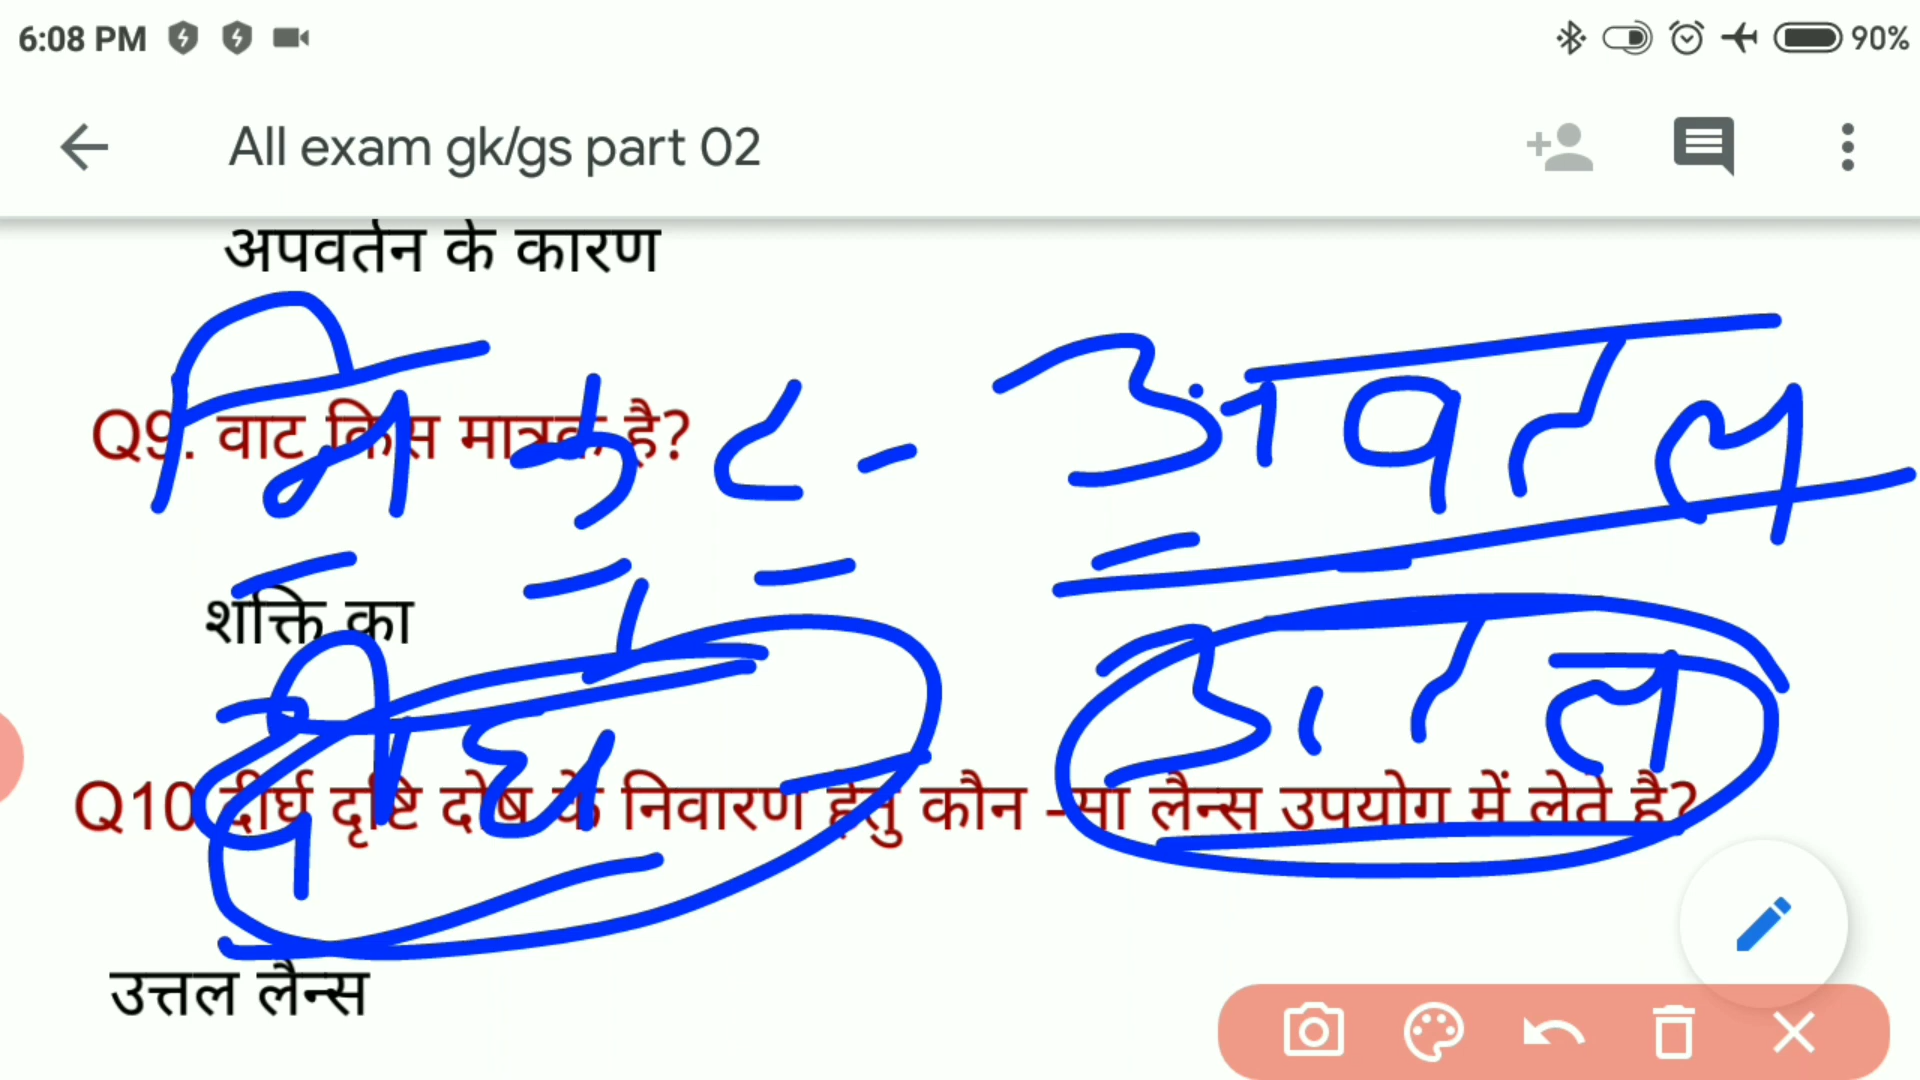 6:08 PM 90%
All exam gk/gs part 02
अपवर्तन के कारण
निकट - अवतल
Q9. वाट किस मात्रक है?
शक्ति का
दीर्घ उत्तल
Q10. दीर्घ दृष्टि दोष के निवारण हेतु कौन -सा लैन्स उपयोग में लेते है?
उत्तल लैन्स